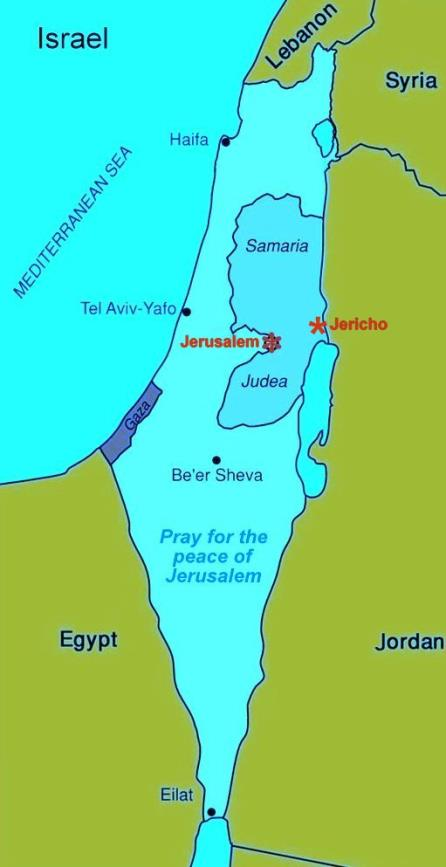 Israel
Lebanon
Syria
Haifa
MEDITERRANEAN SEA
Samaria
Tel Aviv-Yafo
Jericho
Jerusalem
Judea
Gaza
Be'er Sheva
Pray for the
peace of
Jerusalem
Egypt
Jordan
Eilat